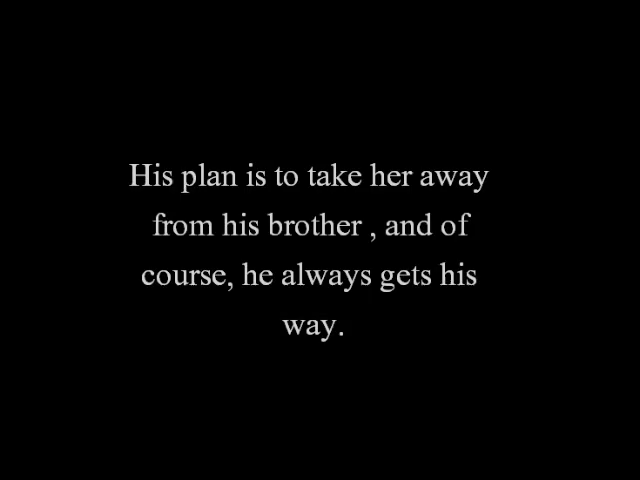 His plan is to take her away
from his brother , and of
course, he always gets his
way.